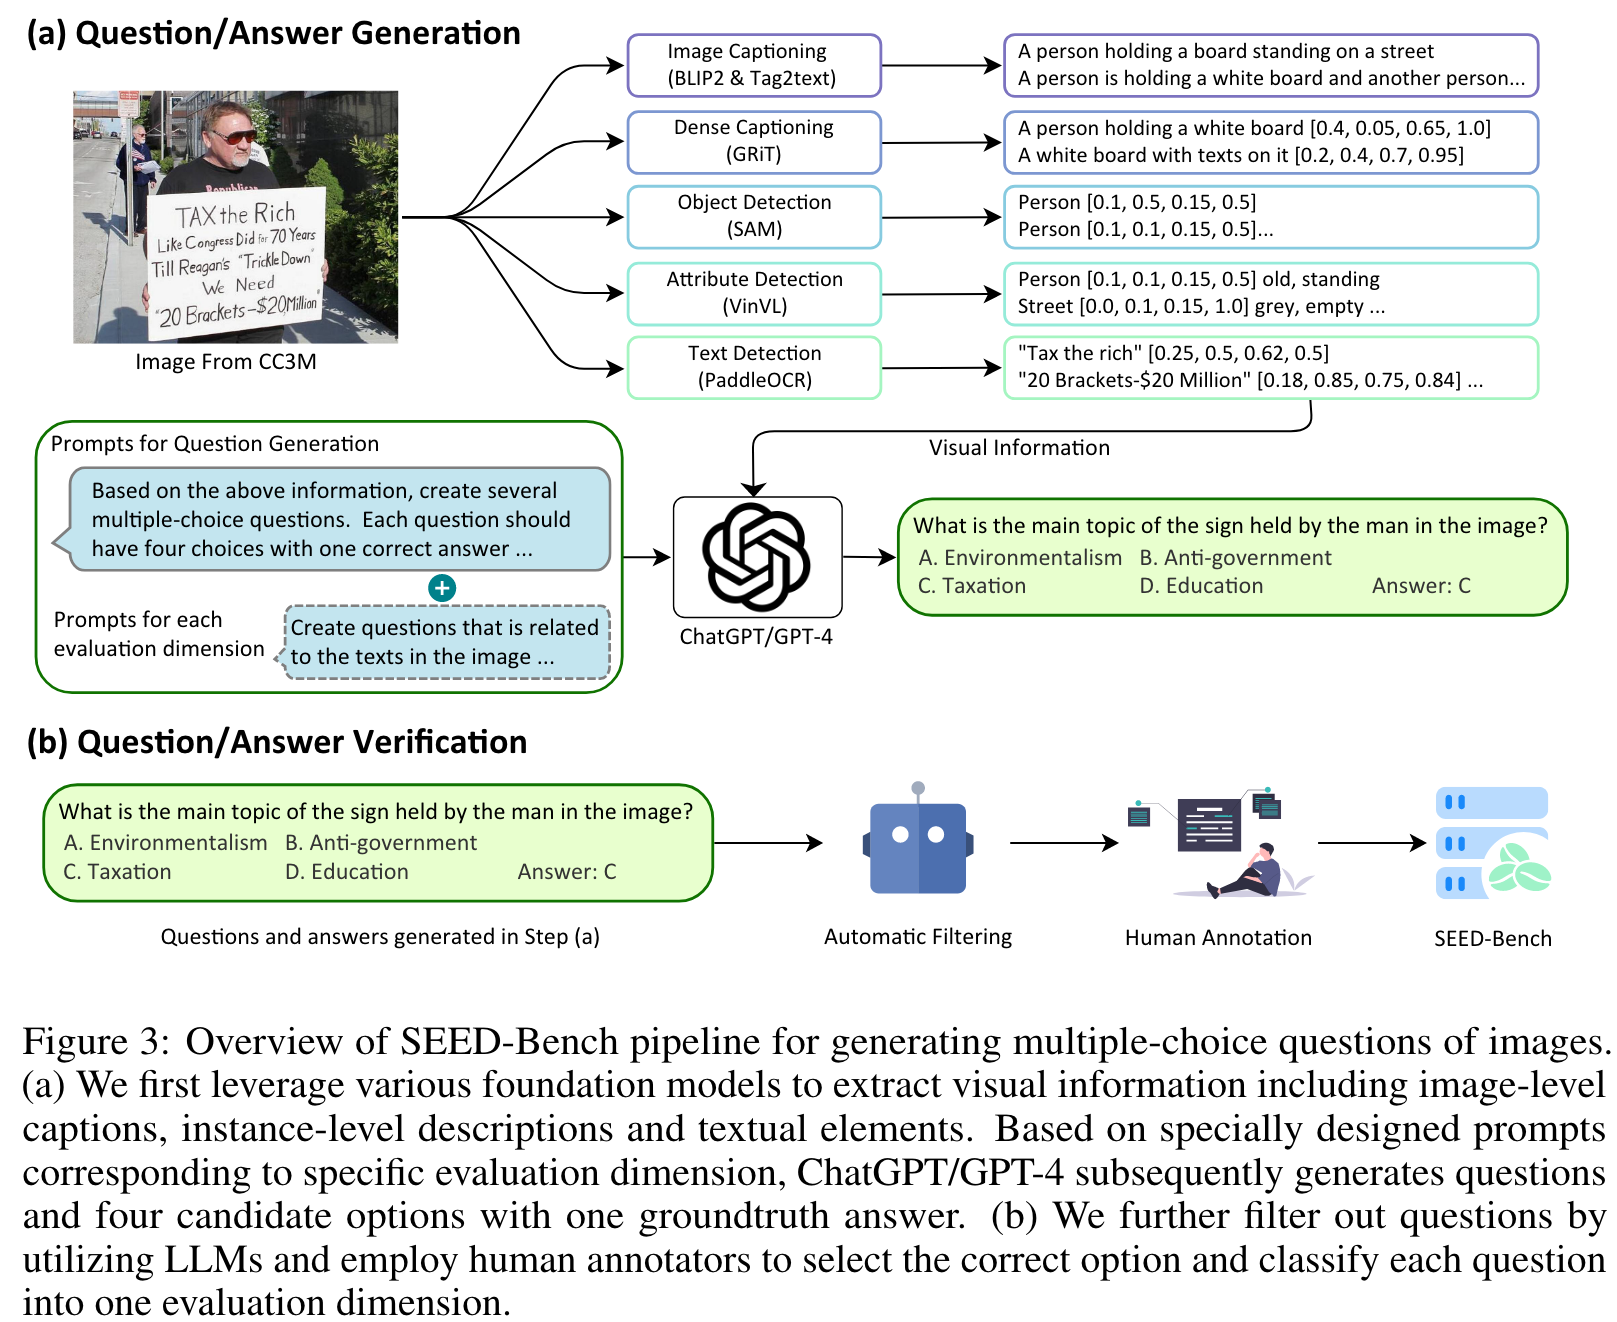 (a) Question/Answer Generation
TAX the Rich
Like Congress Did for 70 Years
Till Reagan's "Trickle Down"
We Need
"20 Brackets-$20 Million"
Image From CC3M
Image Captioning
(BLIP2 & Tag2text)
A person holding a board standing on a street
A person is holding a white board and another person...
Dense Captioning
(GRiT)
A person holding a white board [0.4, 0.05, 0.65, 1.0]
A white board with texts on it [0.2, 0.4, 0.7, 0.95]
Object Detection
(SAM)
Person [0.1, 0.5, 0.15, 0.5]
Person [0.1, 0.1, 0.15, 0.5]...
Attribute Detection
(VinVL)
Person [0.1, 0.1, 0.15, 0.5] old, standing
Street [0.0, 0.1, 0.15, 1.0] grey, empty ...
Text Detection
(PaddleOCR)
"Tax the rich" [0.25, 0.5, 0.62, 0.5]
"20 Brackets-$20 Million" [0.18, 0.85, 0.75, 0.84] ...
Visual Information
Prompts for Question Generation
Based on the above information, create several
multiple-choice questions. Each question should
have four choices with one correct answer ...
+
Prompts for each
evaluation dimension
Create questions that is related
to the texts in the image ...
ChatGPT/GPT-4
What is the main topic of the sign held by the man in the image?
A. Environmentalism B. Anti-government
C. Taxation D. Education Answer: C
(b) Question/Answer Verification
What is the main topic of the sign held by the man in the image?
A. Environmentalism B. Anti-government
C. Taxation D. Education Answer: C
Questions and answers generated in Step (a)
Automatic Filtering
Human Annotation
SEED-Bench
Figure 3: Overview of SEED-Bench pipeline for generating multiple-choice questions of images.
(a) We first leverage various foundation models to extract visual information including image-level
captions, instance-level descriptions and textual elements. Based on specially designed prompts
corresponding to specific evaluation dimension, ChatGPT/GPT-4 subsequently generates questions
and four candidate options with one groundtruth answer. (b) We further filter out questions by
utilizing LLMs and employ human annotators to select the correct option and classify each question
into one evaluation dimension.